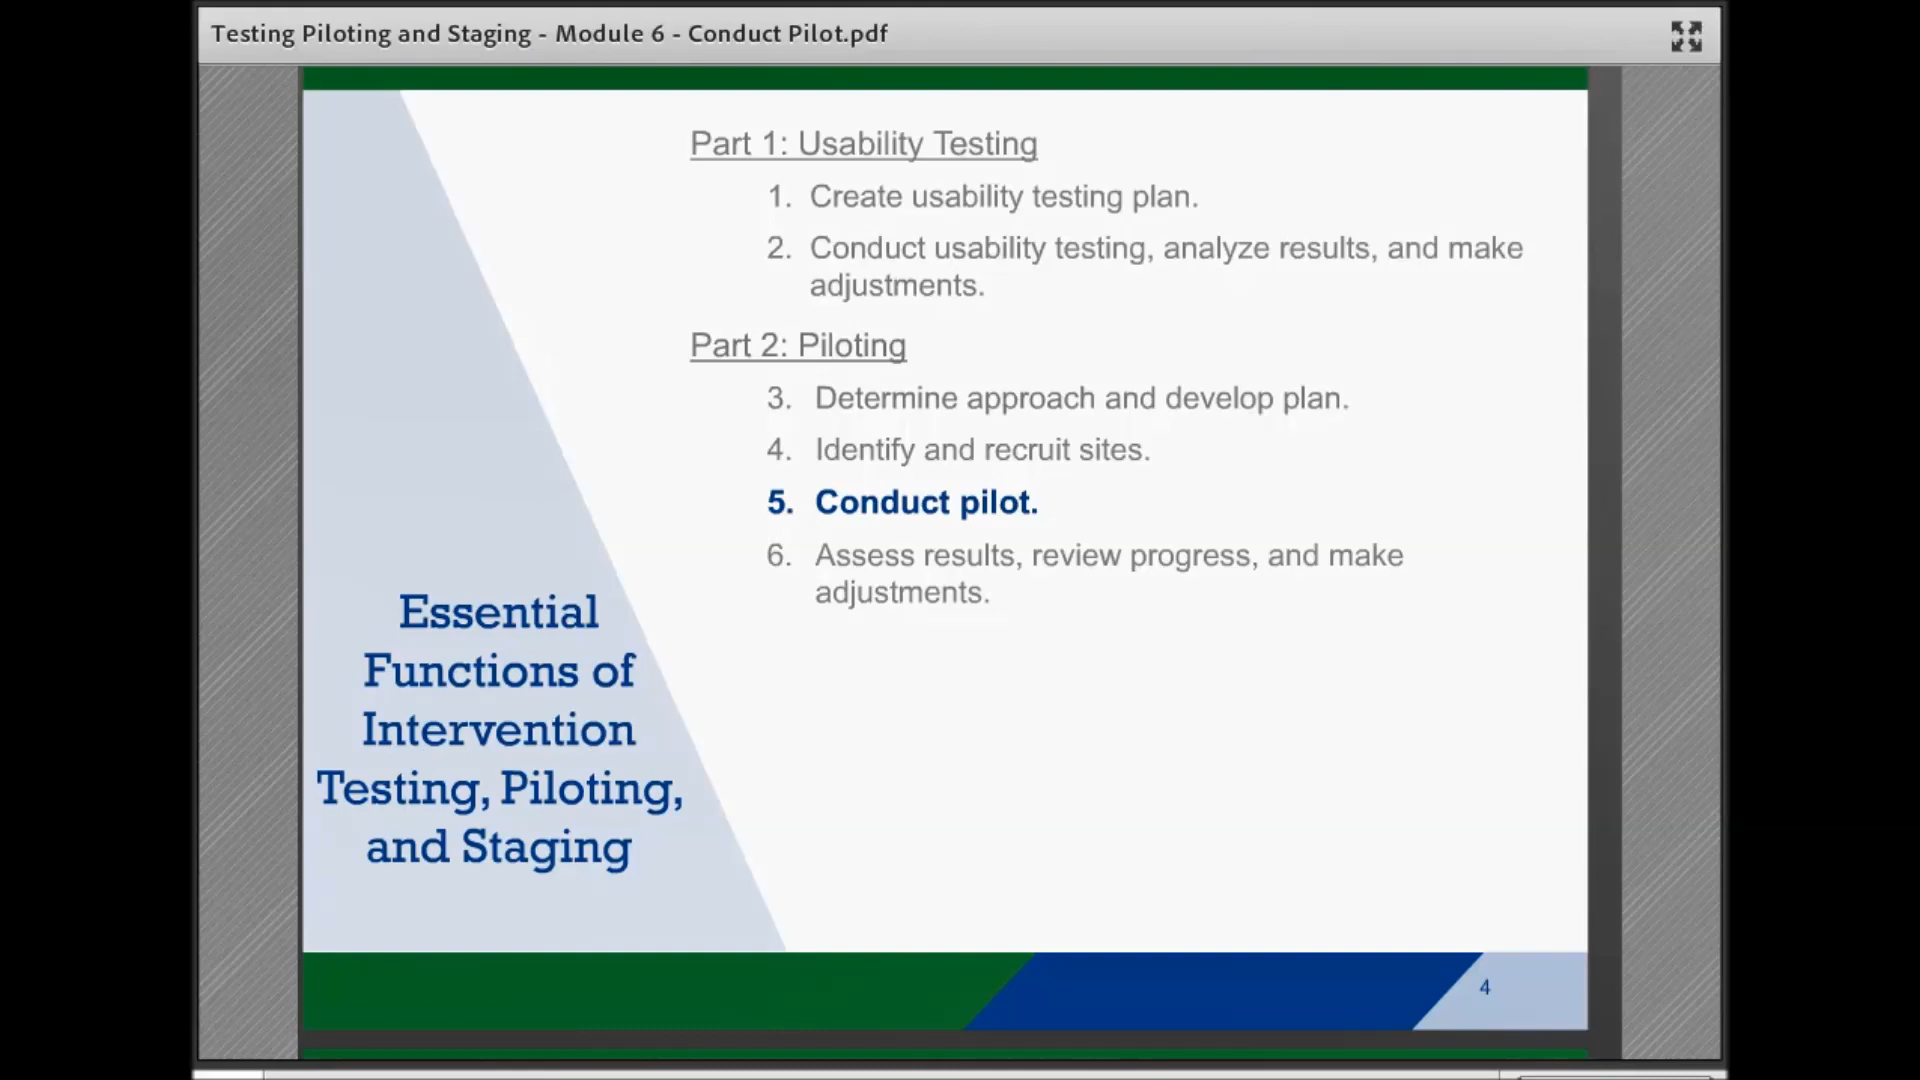 Testing Piloting and Staging - Module 6 - Conduct Pilot.pdf
Part 1: Usability Testing
1. Create usability testing plan.
2. Conduct usability testing, analyze results, and make
adjustments.
Part 2: Piloting
3. Determine approach and develop plan.
4. Identify and recruit sites.
5. Conduct pilot.
6. Assess results, review progress, and make
adjustments.
Essential
Functions of
Intervention
Testing, Piloting,
and Staging
4